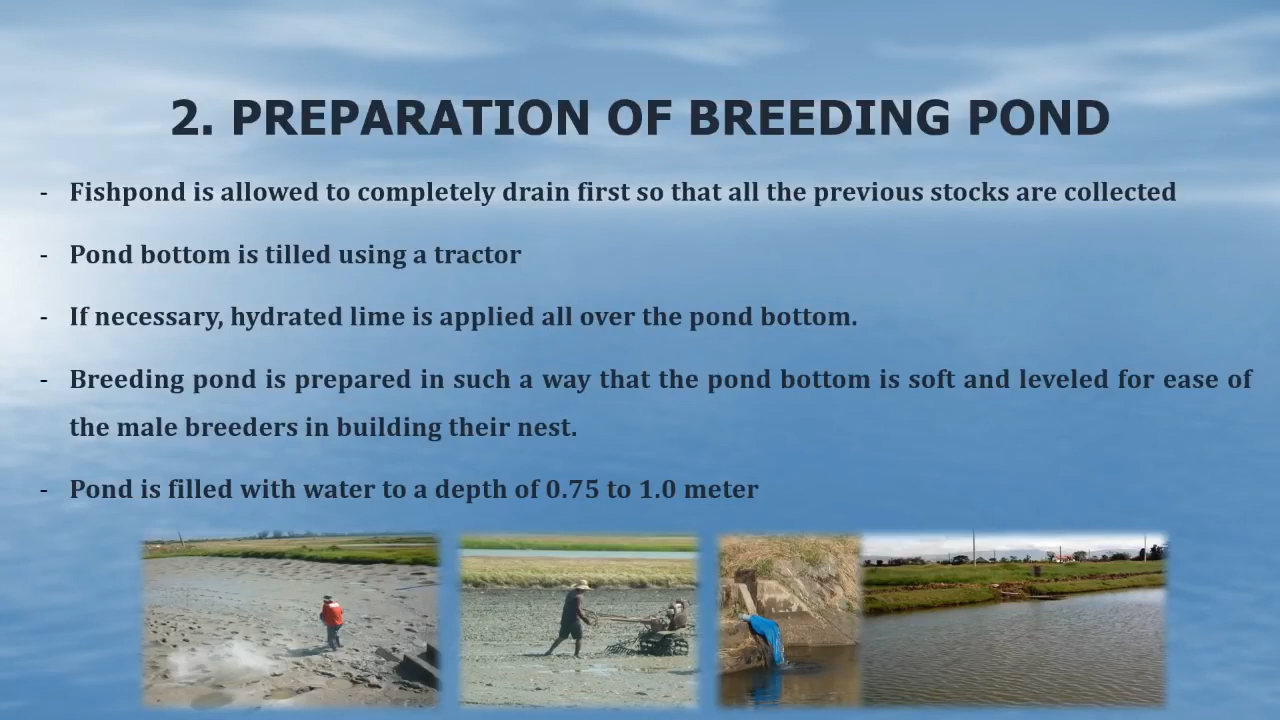 2. PREPARATION OF BREEDING POND
- Fishpond is allowed to completely drain first so that all the previous stocks are collected
- Pond bottom is tilled using a tractor
- If necessary, hydrated lime is applied all over the pond bottom.
- Breeding pond is prepared in such a way that the pond bottom is soft and leveled for ease of
the male breeders in building their nest.
- Pond is filled with water to a depth of 0.75 to 1.0 meter